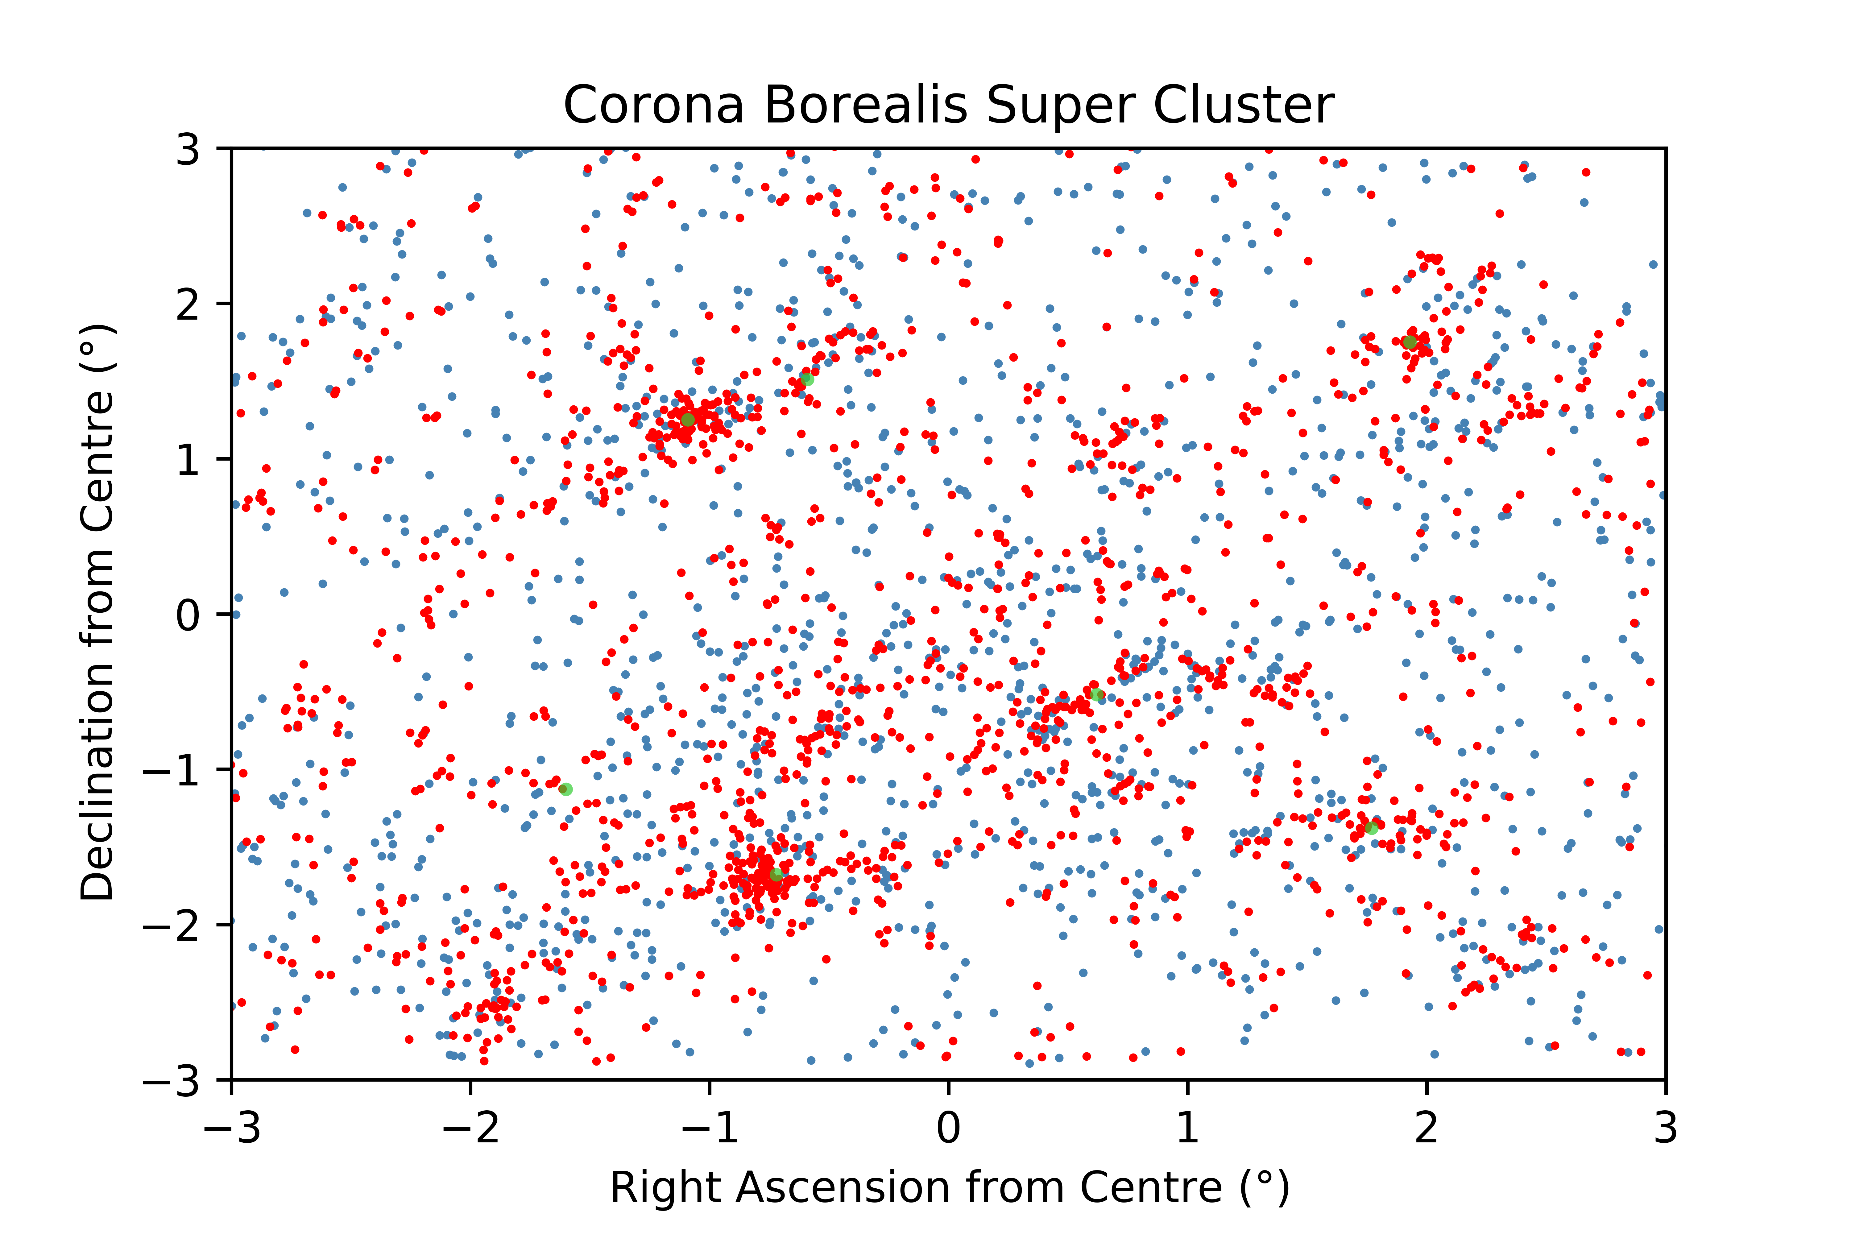 Corona Borealis Super Cluster
3
2
1
0
−1
−2
−3
Declination from Centre (°)
−3 −2 −1 0 1 2 3
Right Ascension from Centre (°)